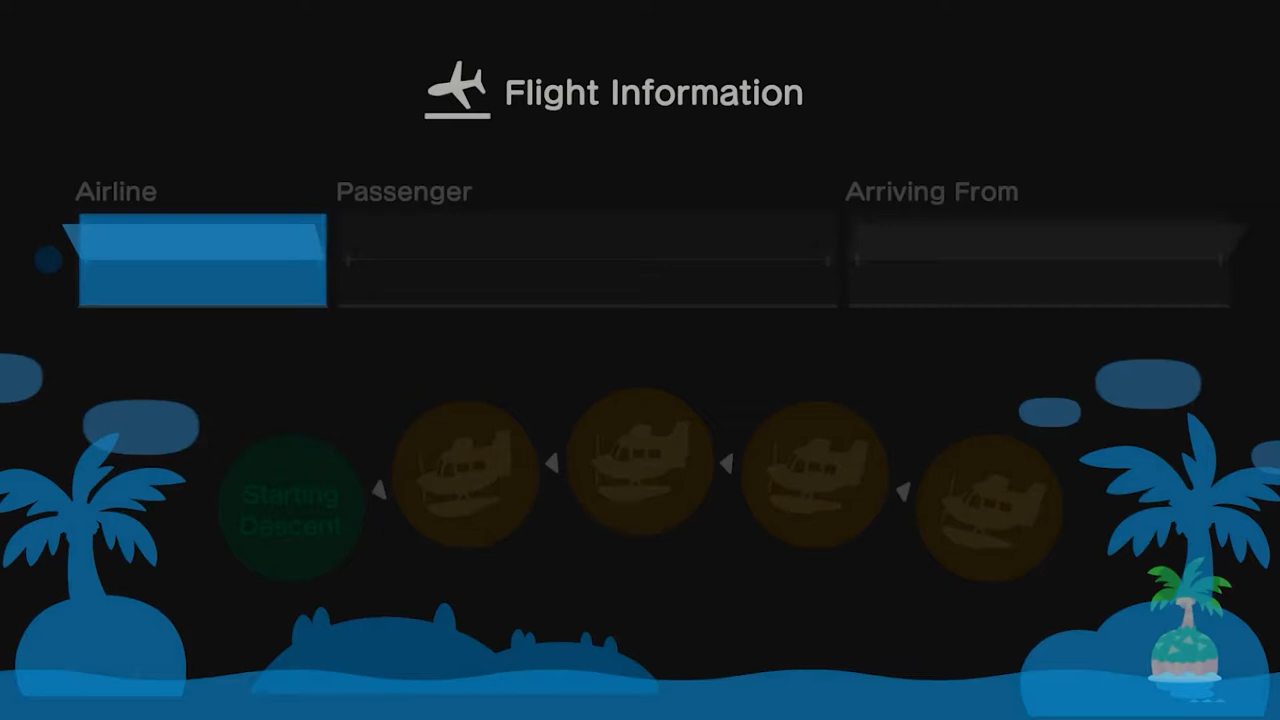 Flight Information
Airline
Passenger
Arriving From
Starting
Descent